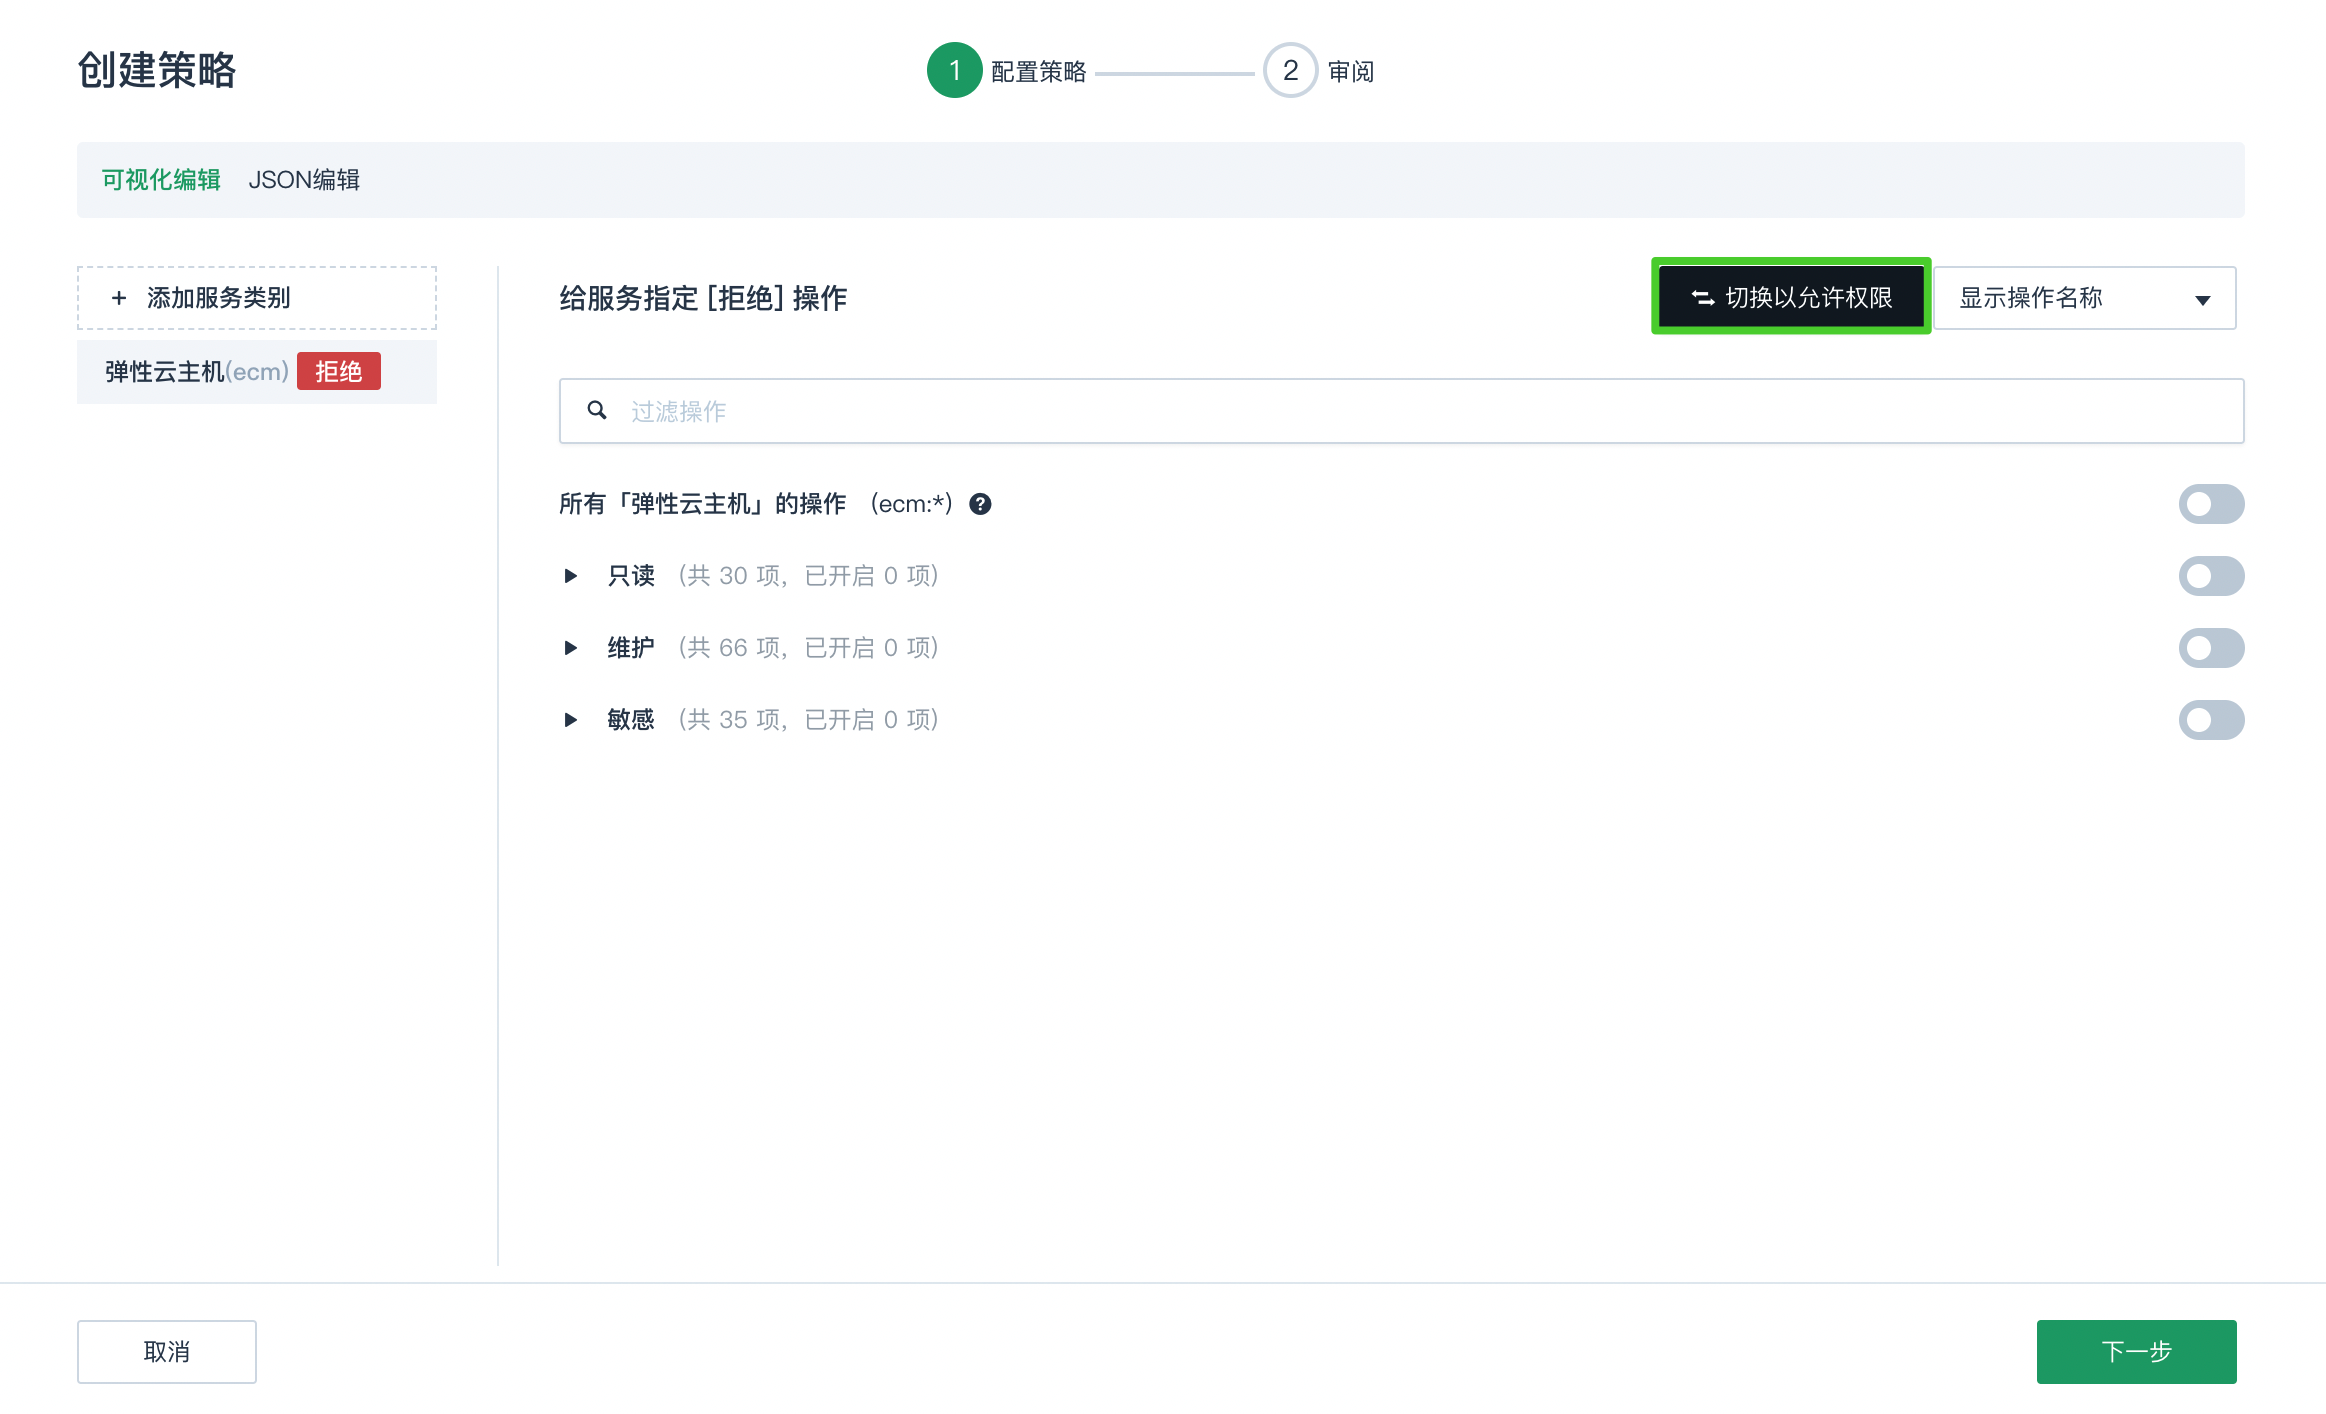 创建策略
1 配置策略
2 审阅
可视化编辑 JSON编辑
+ 添加服务类别
弹性云主机(ecm) 拒绝
给服务指定 [拒绝] 操作
切换以允许权限
显示操作名称
过滤操作
所有「弹性云主机」的操作 (ecm:*) ?
只读 (共 30 项，已开启 0 项)
维护 (共 66 项，已开启 0 项)
敏感 (共 35 项，已开启 0 项)
取消
下一步